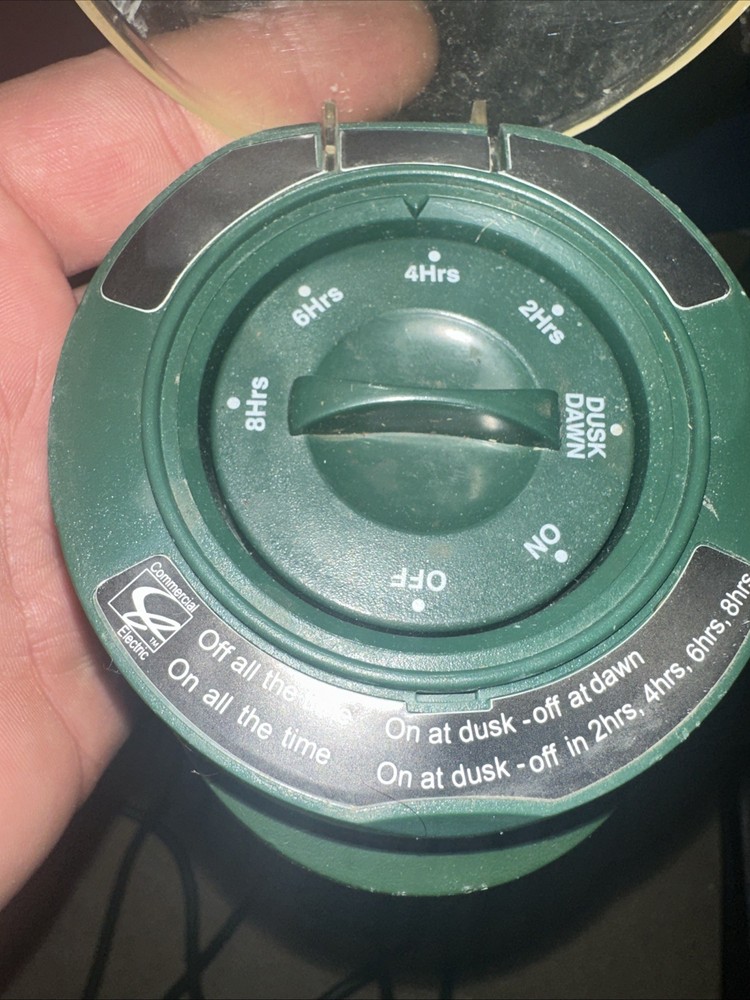 4Hrs
6Hrs
2Hrs
8Hrs
DUSK
DAWN
ON
OFF
Commercial
Electric
TM
Off all the
On all the time
On at dusk - off at dawn
On at dusk - off in 2hrs, 4hrs, 6hrs, 8hrs